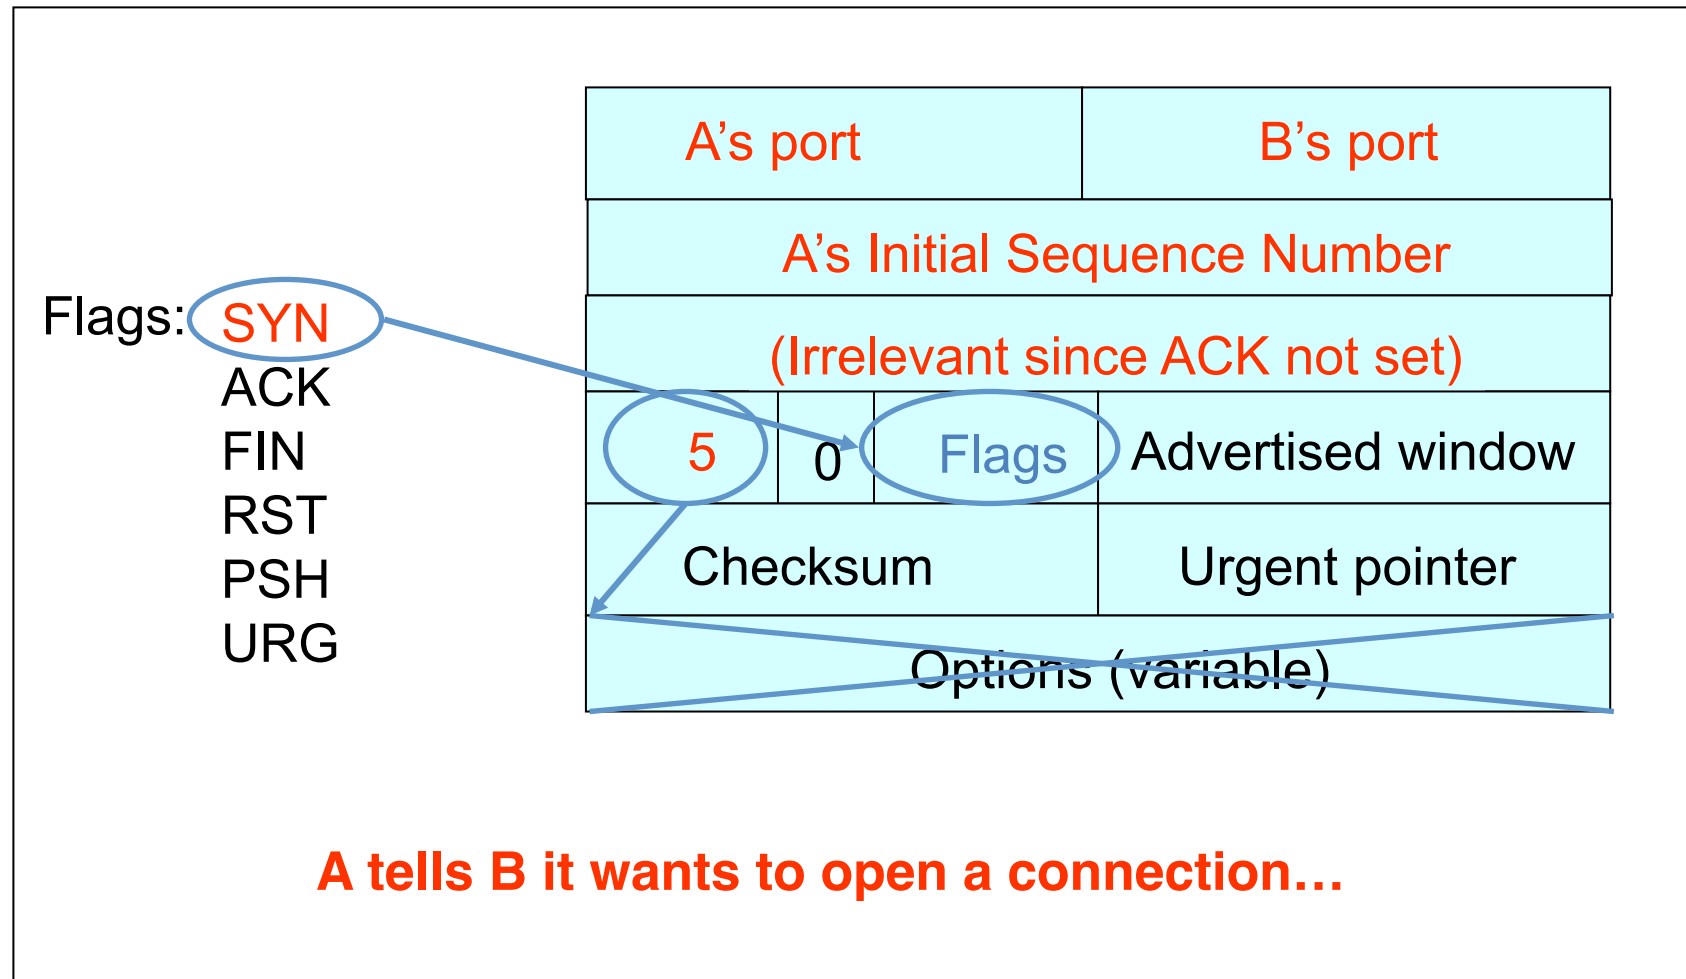 A’s port B’s port
A’s Initial Sequence Number
Flags: SYN
(Irrelevant since ACK not set)
ACK
5 0 Flags Advertised window
FIN
RST
PSH
Checksum Urgent pointer
URG
Options (variable)
A tells B it wants to open a connection…